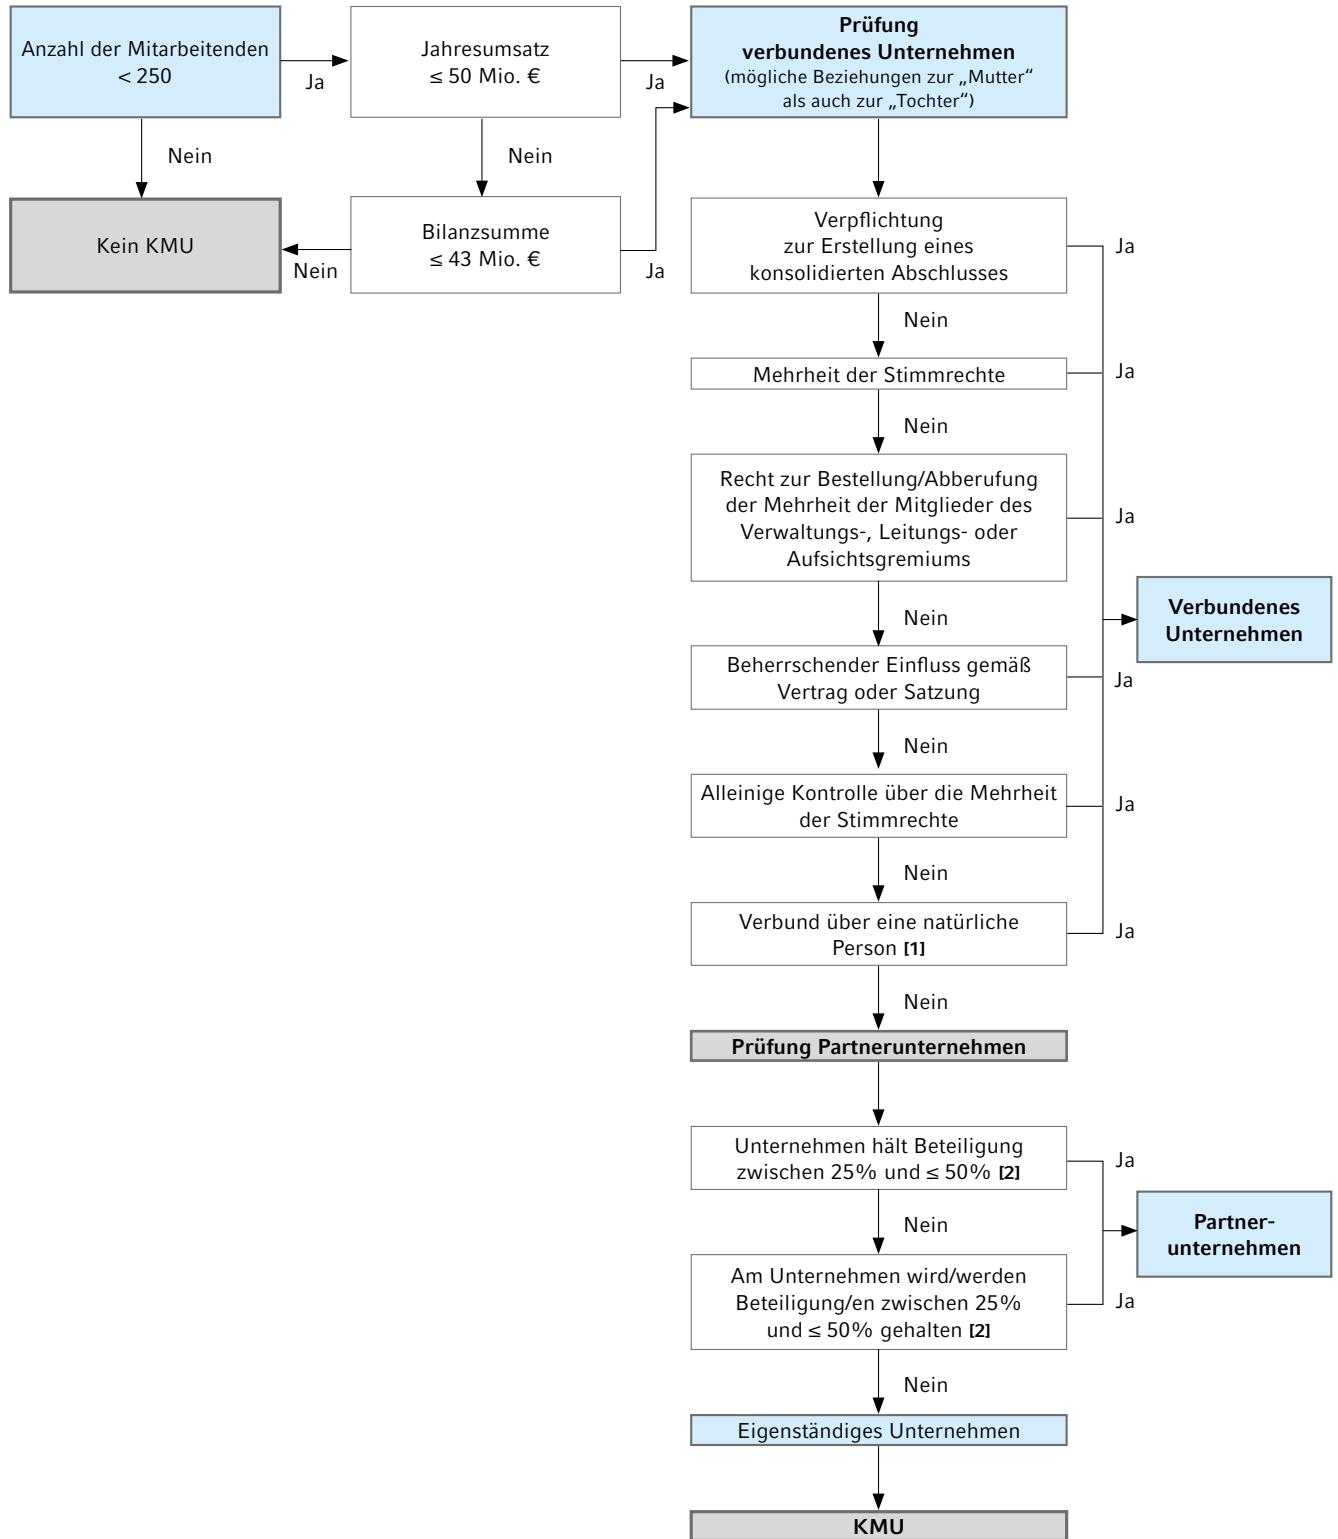 Anzahl der Mitarbeitenden
< 250
Ja
Jahresumsatz
≤ 50 Mio. €
Ja
Prüfung
verbundenes Unternehmen
(mögliche Beziehungen zur „Mutter“
als auch zur „Tochter“)
Nein
Nein
Kein KMU
Nein
Bilanzsumme
≤ 43 Mio. €
Ja
Verpflichtung
zur Erstellung eines
konsolidierten Abschlusses
Ja
Nein
Mehrheit der Stimmrechte
Ja
Nein
Recht zur Bestellung/Abberufung
der Mehrheit der Mitglieder des
Verwaltungs-, Leitungs- oder
Aufsichtsgremiums
Ja
Nein
Verbundenes
Unternehmen
Beherrschender Einfluss gemäß
Vertrag oder Satzung
Ja
Nein
Alleinige Kontrolle über die Mehrheit
der Stimmrechte
Ja
Nein
Verbund über eine natürliche
Person [1]
Ja
Nein
Prüfung Partnerunternehmen
Unternehmen hält Beteiligung
zwischen 25% und ≤ 50% [2]
Ja
Nein
Partner-
unternehmen
Am Unternehmen wird/werden
Beteiligung/en zwischen 25%
und ≤ 50% gehalten [2]
Ja
Nein
Eigenständiges Unternehmen
KMU